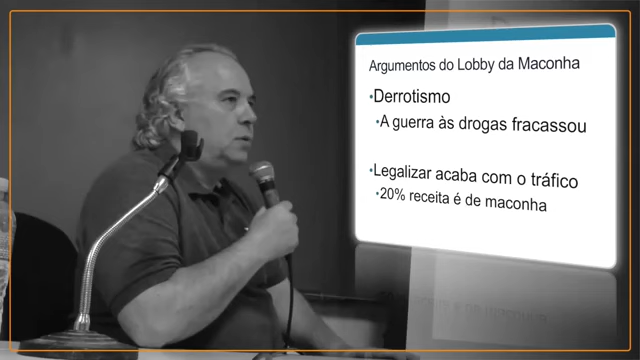 Argumentos do Lobby da Maconha
•Derrotismo
•A guerra às drogas fracassou
•Legalizar acaba com o tráfico
•20% receita é de maconha